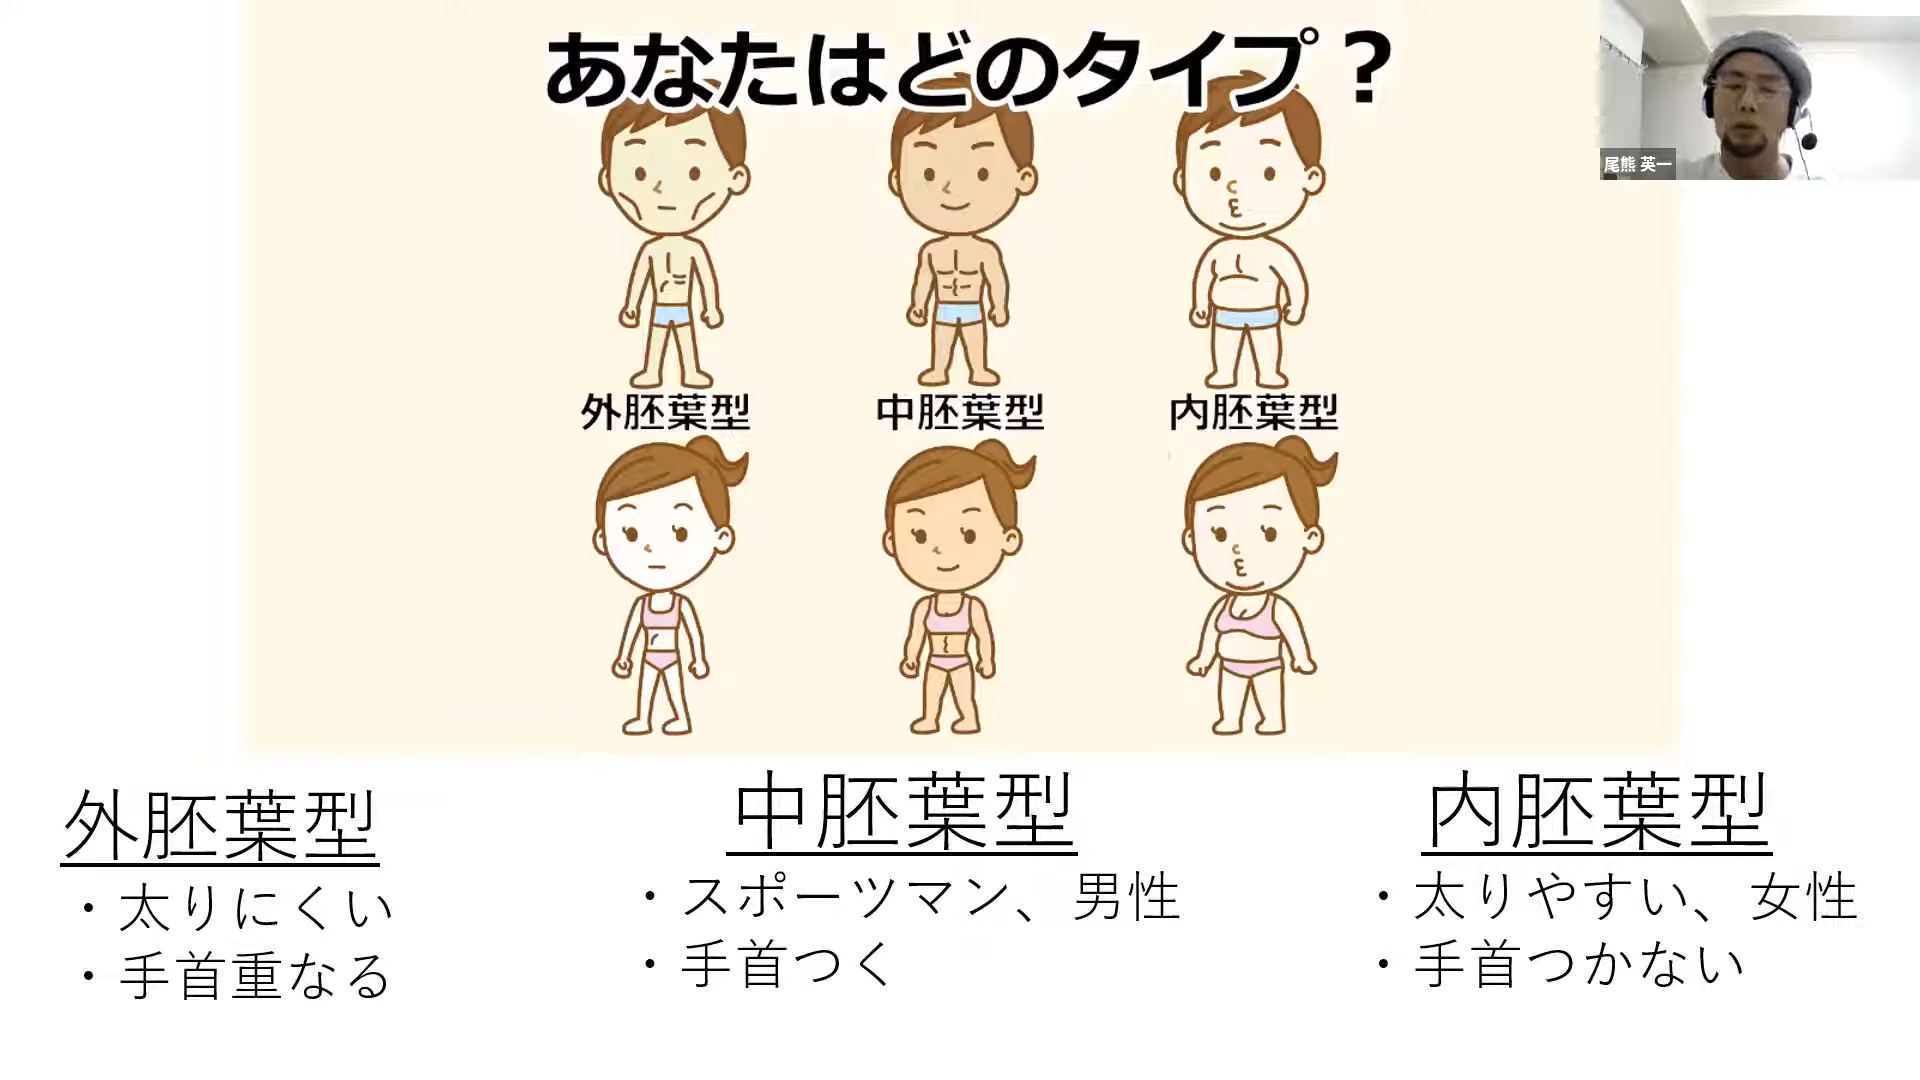 あなたはどのタイプ？
尾熊 英一
外胚葉型
中胚葉型
内胚葉型
外胚葉型
・太りにくい
・手首重なる
中胚葉型
・スポーツマン、男性
・手首つく
内胚葉型
・太りやすい、女性
・手首つかない